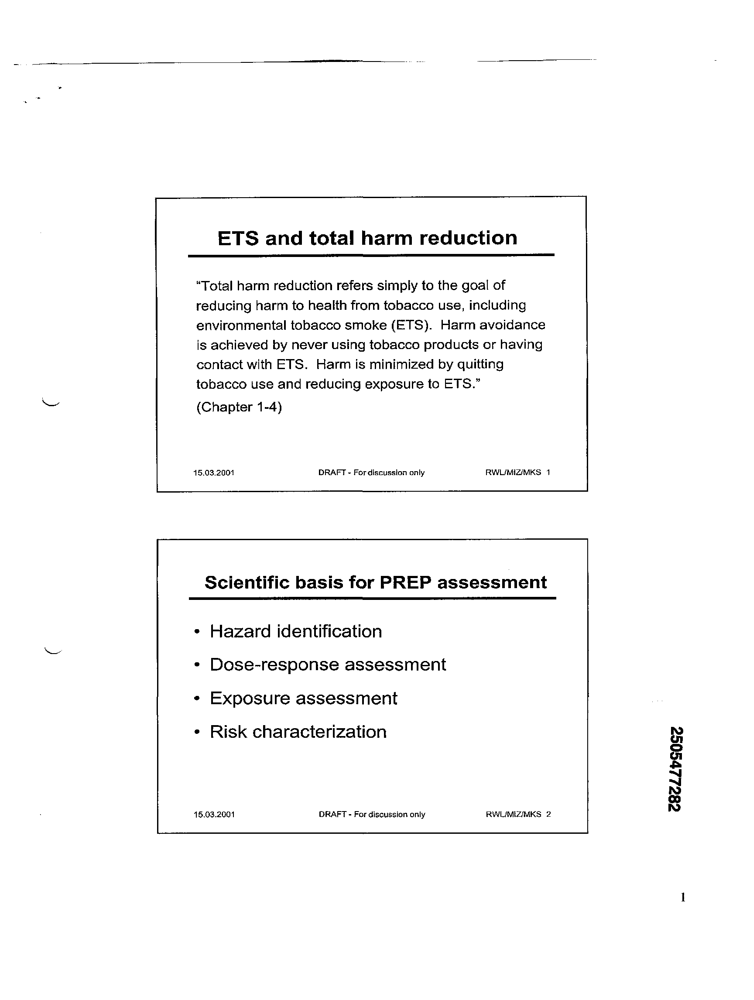 ETS and total harm reduction
“Total harm reduction refers simply to the goal of
reducing harm to health from tobacco use, including
environmental tobacco smoke (ETS).  Harm avoidance
is achieved by never using tobacco products or having
contact with ETS.  Harm is minimized by quitting
tobacco use and reducing exposure to ETS.”
(Chapter 1-4)
15.03.2001 DRAFT - For discussion only RWL/MIZ/MKS 1
Scientific basis for PREP assessment
• Hazard identification
• Dose-response assessment
• Exposure assessment
• Risk characterization
15.03.2001 DRAFT - For discussion only RWL/MIZ/MKS 2
2505477282
1